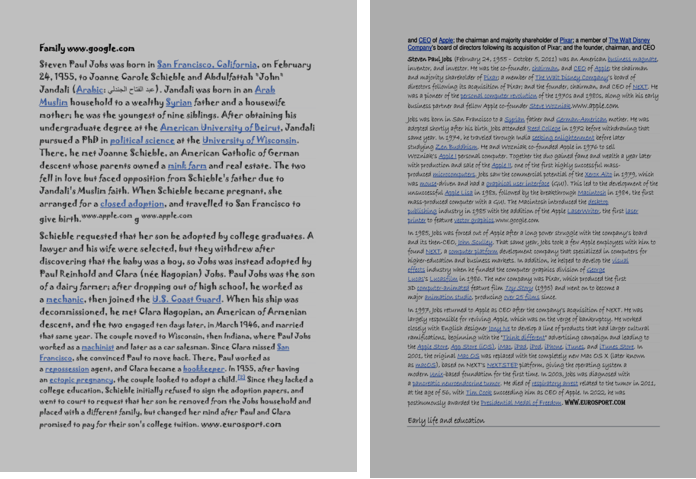 Family www.google.com
Steven Paul Jobs was born in San Francisco, California, on February
24, 1955, to Joanne Carole Schieble and Abdulfattah "John"
Jandali (Arabic: عبد الفتاح الجندلي). Jandali was born in an Arab
Muslim household to a wealthy Syrian father and a housewife
mother; he was the youngest of nine siblings. After obtaining his
undergraduate degree at the American University of Beirut, Jandali
pursued a PhD in political science at the University of Wisconsin.
There, he met Joanne Schieble, an American Catholic of German
descent whose parents owned a mink farm and real estate. The two
fell in love but faced opposition from Schieble's father due to
Jandali's Muslim faith. When Schieble became pregnant, she
arranged for a closed adoption, and travelled to San Francisco to
give birth. www.apple.com g www.apple.com
Schieble requested that her son be adopted by college graduates. A
lawyer and his wife were selected, but they withdrew after
discovering that the baby was a boy, so Jobs was instead adopted by
Paul Reinhold and Clara (née Hagopian) Jobs. Paul Jobs was the son
of a dairy farmer; after dropping out of high school, he worked as
a mechanic, then joined the U.S. Coast Guard. When his ship was
decommissioned, he met Clara Hagopian, an American of Armenian
descent, and the two engaged ten days later, in March 1946, and married
that same year. The couple moved to Wisconsin, then Indiana, where Paul Jobs
worked as a machinist and later as a car salesman. Since Clara missed San
Francisco, she convinced Paul to move back. There, Paul worked as
a repossession agent, and Clara became a bookkeeper. In 1955, after having
an ectopic pregnancy, the couple looked to adopt a child. Since they lacked a
college education, Schieble initially refused to sign the adoption papers, and
went to court to request that her son be removed from the Jobs household and
placed with a different family, but changed her mind after Paul and Clara
promised to pay for their son's college tuition. www.eurosport.com
and CEO of Apple; the chairman and majority shareholder of Pixar; a member of The Walt Disney
Company's board of directors following its acquisition of Pixar; and the founder, chairman, and CEO
Steven Paul Jobs (February 24, 1955 – October 5, 2011) was an American business magnate,
inventor, and investor. He was the co-founder, chairman, and CEO of Apple; the chairman
and majority shareholder of Pixar; a member of The Walt Disney Company's board of
directors following its acquisition of Pixar; and the founder, chairman, and CEO of NeXT. He
was a pioneer of the personal computer revolution of the 1970s and 1980s, along with his early
business partner and fellow Apple co-founder Steve Wozniak.www.apple.com
Jobs was born in San Francisco to a Syrian father and German-American mother. He was
adopted shortly after his birth. Jobs attended Reed College in 1972 before withdrawing that
same year. In 1974, he traveled through India seeking enlightenment before later
studying Zen Buddhism. He and Wozniak co-founded Apple in 1976 to sell
Wozniak's Apple I personal computer. Together the duo gained fame and wealth a year later
with production and sale of the Apple II, one of the first highly successful mass-
produced microcomputers. Jobs saw the commercial potential of the Xerox Alto in 1979, which
was mouse-driven and had a graphical user interface (GUI). This led to the development of the
unsuccessful Apple Lisa in 1983, followed by the breakthrough Macintosh in 1984, the first
mass-produced computer with a GUI. The Macintosh introduced the desktop
publishing industry in 1985 with the addition of the Apple LaserWriter, the first laser
printer to feature vector graphics www.google.com
In 1985, Jobs was forced out of Apple after a long power struggle with the company's board
and its then-CEO, John Sculley. That same year, Jobs took a few Apple employees with him to
found NeXT, a computer platform development company that specialized in computers for
higher-education and business markets. In addition, he helped to develop the visual
effects industry when he funded the computer graphics division of George
Lucas's Lucasfilm in 1986. The new company was Pixar, which produced the first
3D computer-animated feature film Toy Story (1995) and went on to become a
major animation studio, producing over 25 films since.
In 1997, Jobs returned to Apple as CEO after the company's acquisition of NeXT. He was
largely responsible for reviving Apple, which was on the verge of bankruptcy. He worked
closely with English designer Jony Ive to develop a line of products that had larger cultural
ramifications, beginning with the "Think different" advertising campaign and leading to
the Apple Store, App Store (iOS), iMac, iPad, iPod, iPhone, iTunes, and iTunes Store. In
2001, the original Mac OS was replaced with the completely new Mac OS X (later known
as macOS), based on NeXT's NEXTSTEP platform, giving the operating system a
modern Unix-based foundation for the first time. In 2003, Jobs was diagnosed with
a pancreatic neuroendocrine tumor. He died of respiratory arrest related to the tumor in 2011,
at the age of 56, with Tim Cook succeeding him as CEO of Apple. In 2022, he was
posthumously awarded the Presidential Medal of Freedom. WWW.EUROSPORT.COM
Early life and education